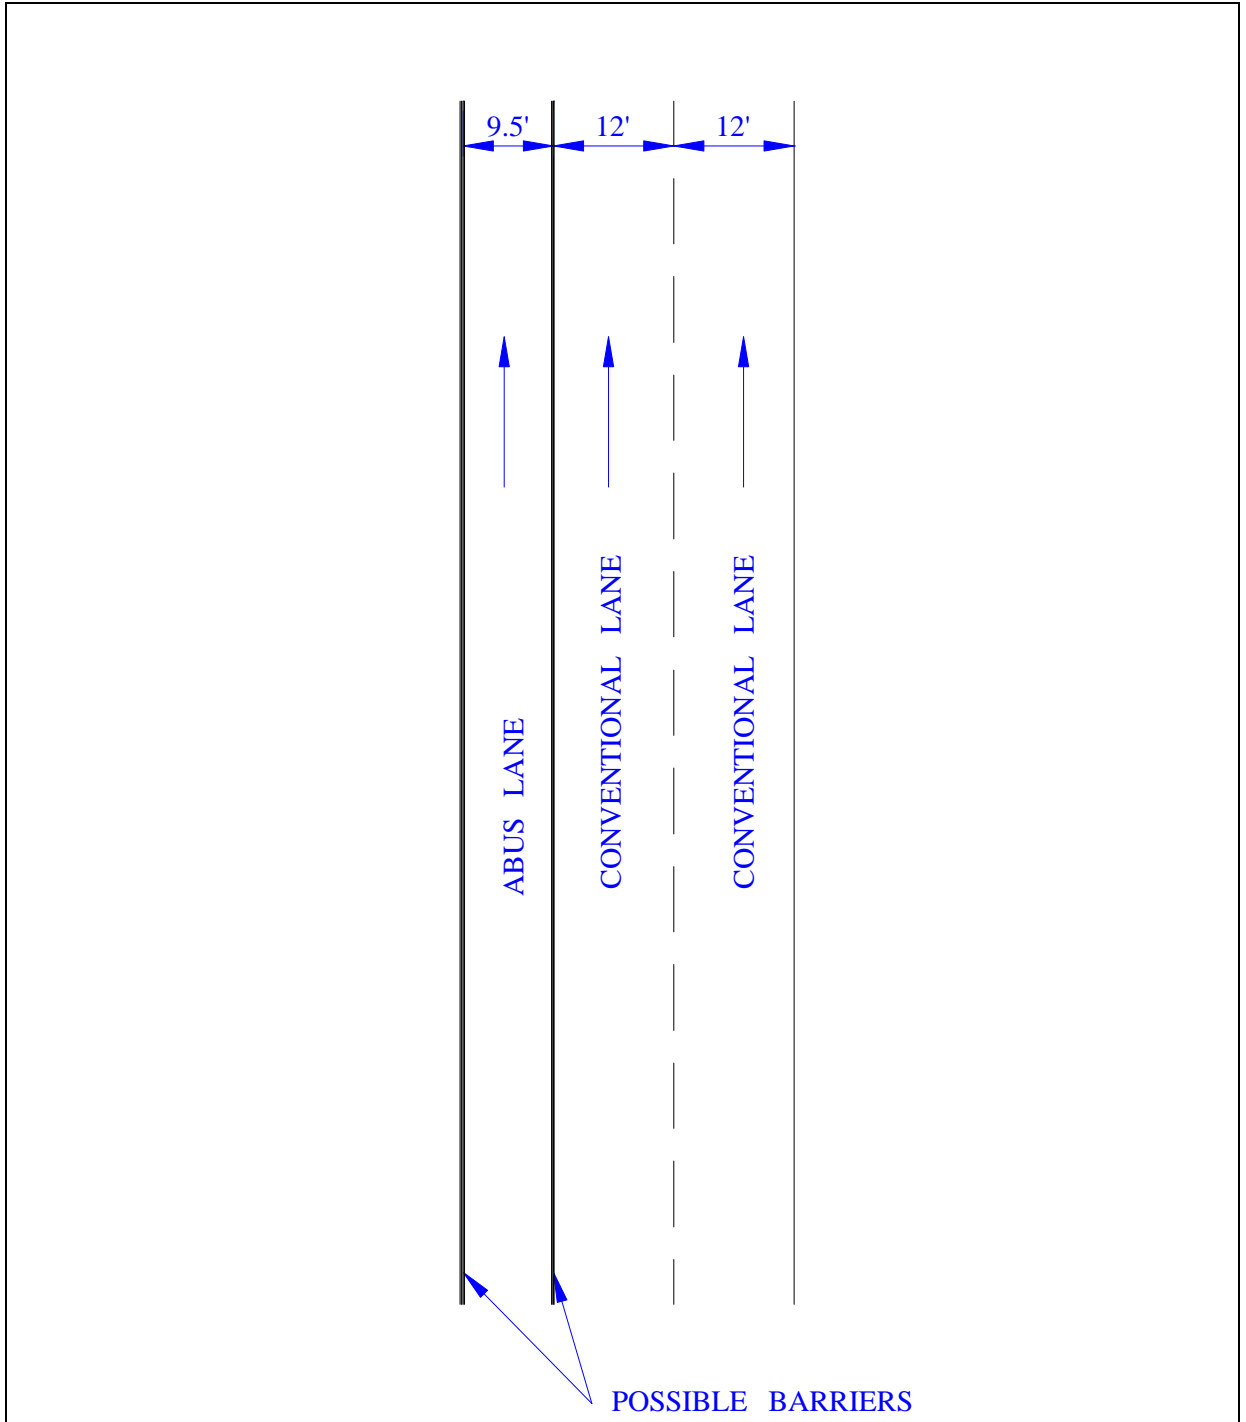 9.5'
12'
12'
ABUS LANE
CONVENTIONAL LANE
CONVENTIONAL LANE
POSSIBLE BARRIERS